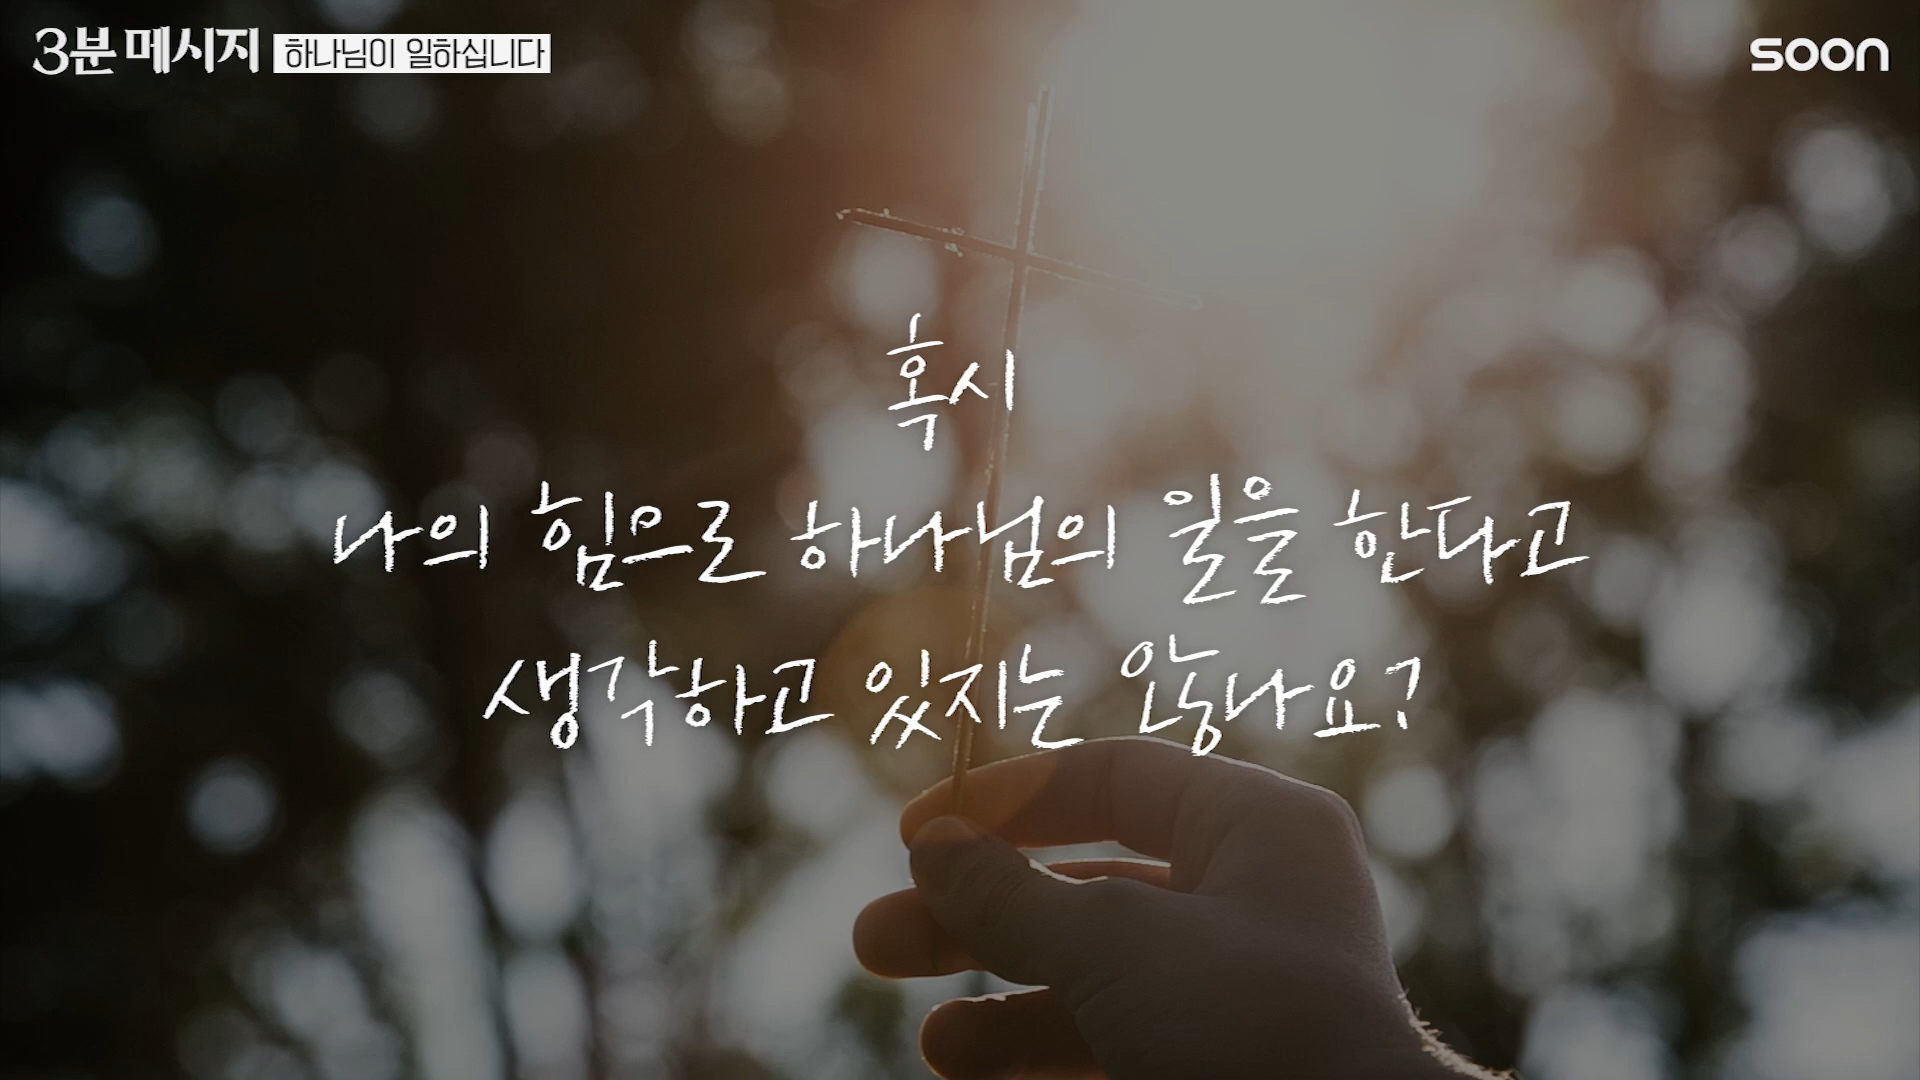 3분 메시지 하나님이 일하십니다
soon
혹시
나의 힘으로 하나님의 일을 한다고
생각하고 있지는 않나요?